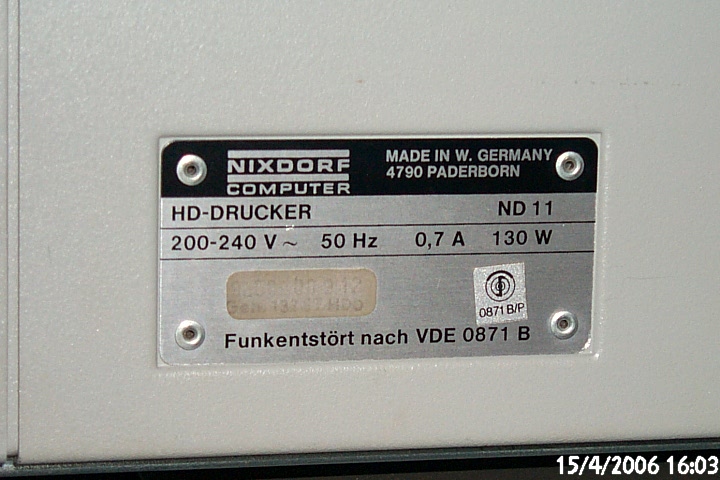 NIXDORF
COMPUTER
MADE IN W. GERMANY
4790 PADERBORN
HD-DRUCKER ND 11
200-240 V ~ 50 Hz 0,7 A 130 W
0871 B/P
Funkentstört nach VDE 0871 B
15/4/2006 16:03